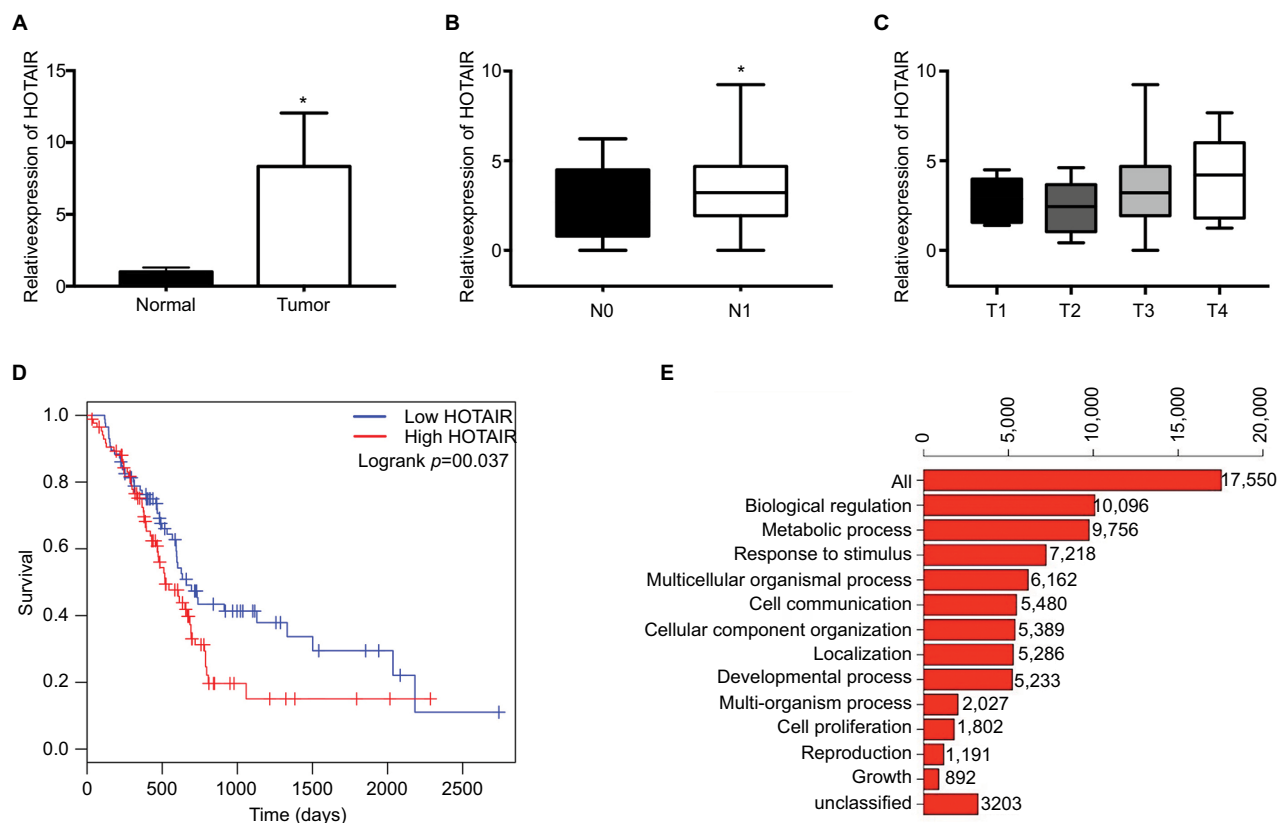 A
Relativeexpression of HOTAIR
15
10
5
0
*
Normal
Tumor
B
Relativeexpression of HOTAIR
10
5
0
*
N0
N1
C
Relativeexpression of HOTAIR
10
5
0
T1
T2
T3
T4
D
Survival
1.0
0.8
0.6
0.4
0.2
0.0
Low HOTAIR
High HOTAIR
Logrank p=00.037
0
500
1000
1500
2000
2500
Time (days)
E
0
5,000
10,000
15,000
20,000
All 17,550
Biological regulation 10,096
Metabolic process 9,756
Response to stimulus 7,218
Multicellular organismal process 6,162
Cell communication 5,480
Cellular component organization 5,389
Localization 5,286
Developmental process 5,233
Multi-organism process 2,027
Cell proliferation 1,802
Reproduction 1,191
Growth 892
unclassified 3203